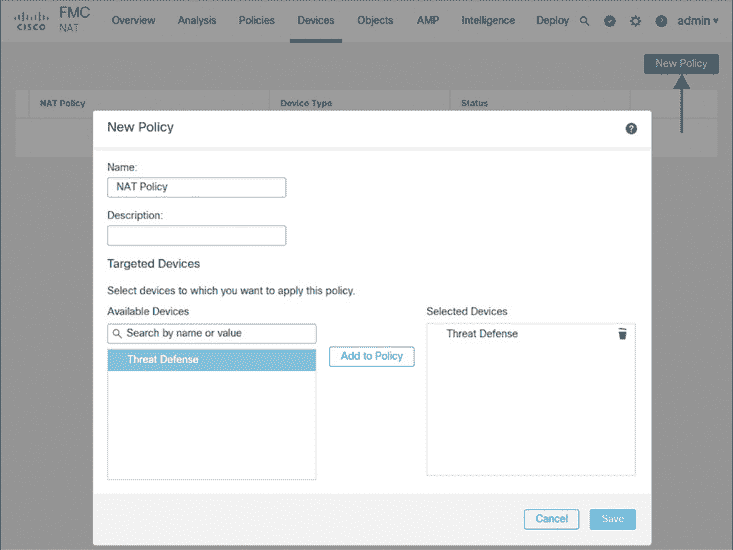 CISCO
FMC
NAT
Overview Analysis Policies Devices Objects AMP Intelligence Deploy admin
New Policy
NAT Policy Device Type Status
New Policy
Name:
NAT Policy
Description:
Targeted Devices
Select devices to which you want to apply this policy.
Available Devices Selected Devices
Search by name or value Threat Defense
Threat Defense Add to Policy
Cancel Save